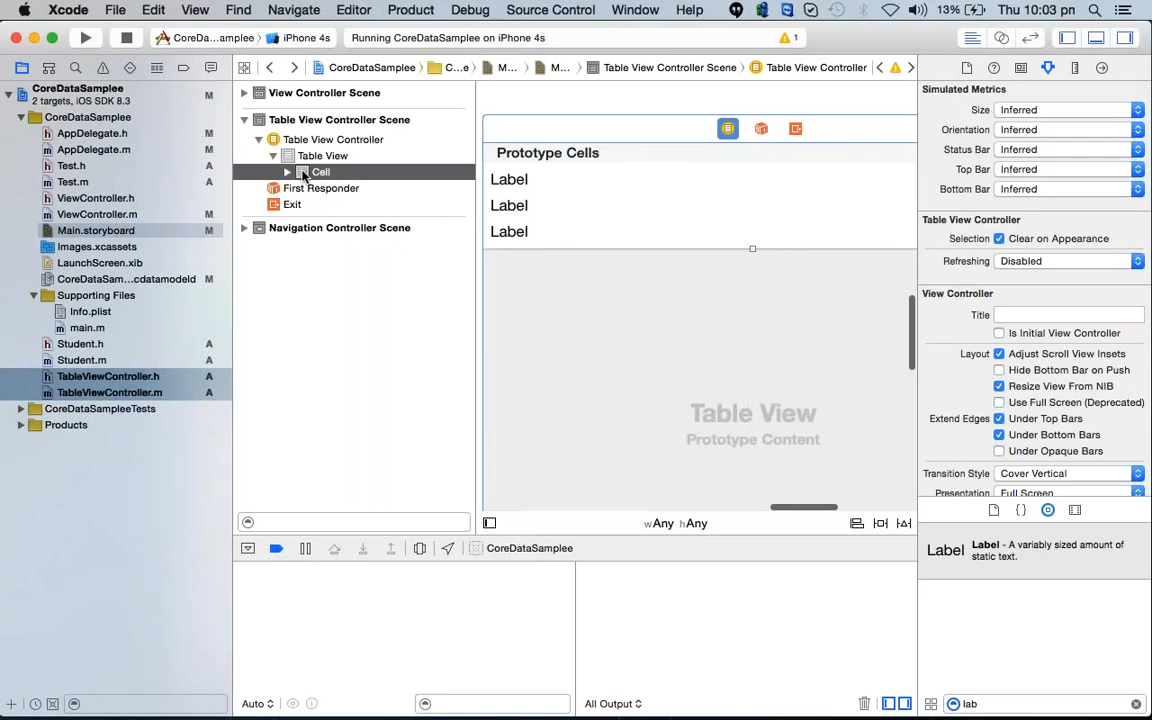 Xcode File Edit View Find Navigate Editor Product Debug Source Control Window Help 13% Thu 10:03 pm
CoreDa...amplee iPhone 4s Running CoreDataSamplee on iPhone 4s 1
CoreDataSamplee C...e M... M... Table View Controller Scene Table View Controller
CoreDataSamplee M
2 targets, iOS SDK 8.3
CoreDataSamplee
AppDelegate.h M
AppDelegate.m M
Test.h A
Test.m A
ViewController.h
ViewController.m M
Main.storyboard M
Images.xcassets
LaunchScreen.xib
CoreDataSam...cdatamodeld M
Supporting Files
Info.plist
main.m
Student.h A
Student.m A
TableViewController.h A
TableViewController.m A
CoreDataSampleeTests
Products
View Controller Scene
Table View Controller Scene
Table View Controller
Table View
Cell
First Responder
Exit
Navigation Controller Scene
Prototype Cells
Label
Label
Label
Table View
Prototype Content
wAny hAny
CoreDataSamplee
Auto
All Output
Simulated Metrics
Size Inferred
Orientation Inferred
Status Bar Inferred
Top Bar Inferred
Bottom Bar Inferred
Table View Controller
Selection Clear on Appearance
Refreshing Disabled
View Controller
Title
Is Initial View Controller
Layout Adjust Scroll View Insets
Hide Bottom Bar on Push
Resize View From NIB
Use Full Screen (Deprecated)
Extend Edges Under Top Bars
Under Bottom Bars
Under Opaque Bars
Transition Style Cover Vertical
Presentation Full Screen
Label Label - A variably sized amount of
static text.
lab